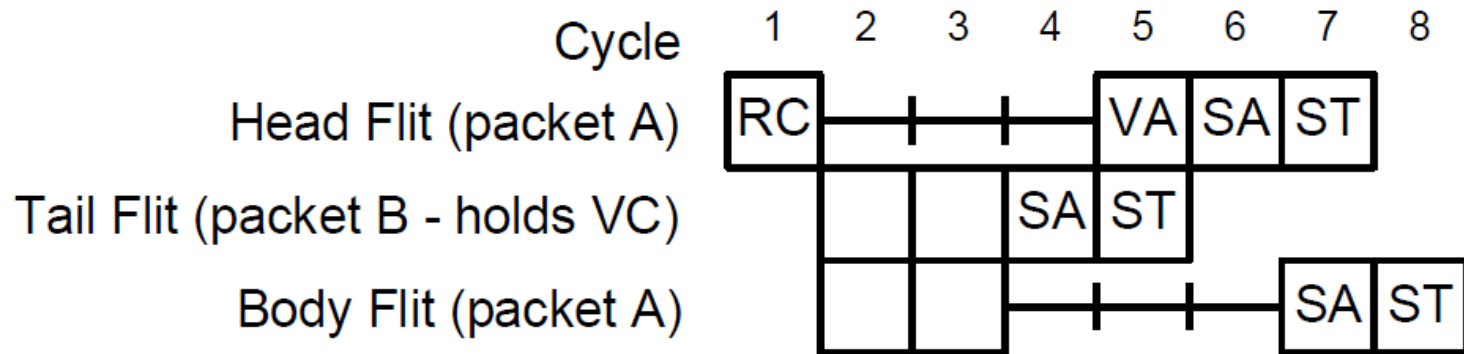 Cycle 1 2 3 4 5 6 7 8
Head Flit (packet A) RC VA SA ST
Tail Flit (packet B - holds VC) SA ST
Body Flit (packet A) SA ST